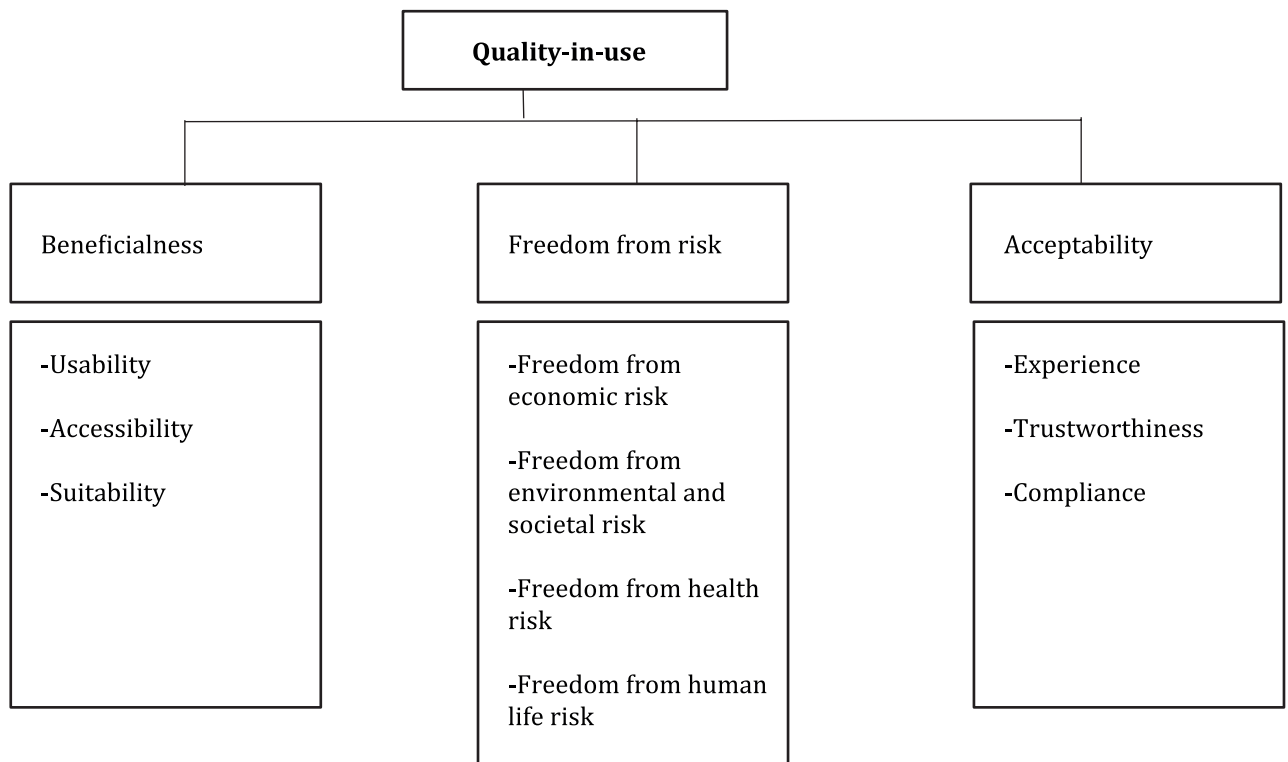 Quality-in-use
Beneficialness
Freedom from risk
Acceptability
-Usability
-Accessibility
-Suitability
-Freedom from
economic risk
-Freedom from
environmental and
societal risk
-Freedom from health
risk
-Freedom from human
life risk
-Experience
-Trustworthiness
-Compliance